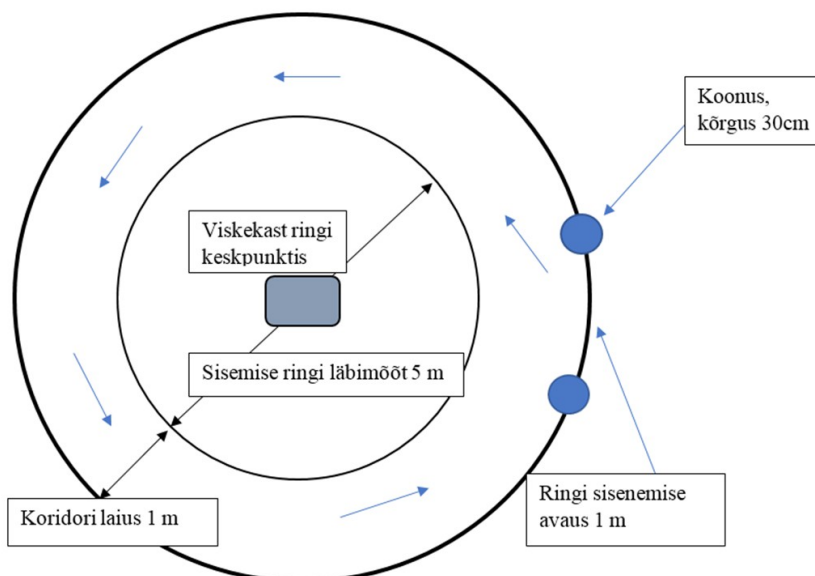 Koonus,
kõrgus 30cm
Viskekast ringi
keskpunktis
Sisemise ringi läbimõõt 5 m
Koridori laius 1 m
Ringi sisenemise
avaus 1 m